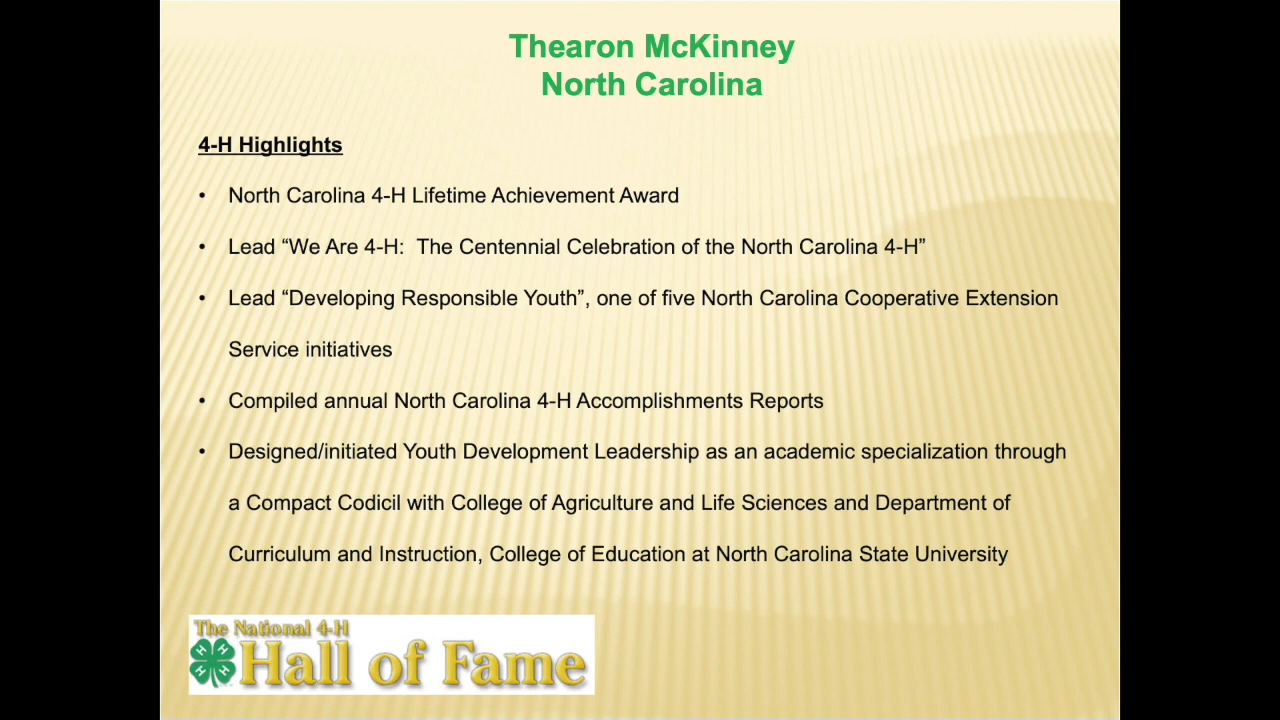 Thearon McKinney
North Carolina
4-H Highlights
• North Carolina 4-H Lifetime Achievement Award
• Lead “We Are 4-H:  The Centennial Celebration of the North Carolina 4-H”
• Lead “Developing Responsible Youth”, one of five North Carolina Cooperative Extension
Service initiatives
• Compiled annual North Carolina 4-H Accomplishments Reports
• Designed/initiated Youth Development Leadership as an academic specialization through
a Compact Codicil with College of Agriculture and Life Sciences and Department of
Curriculum and Instruction, College of Education at North Carolina State University
The National 4-H
H H H H
Hall of Fame